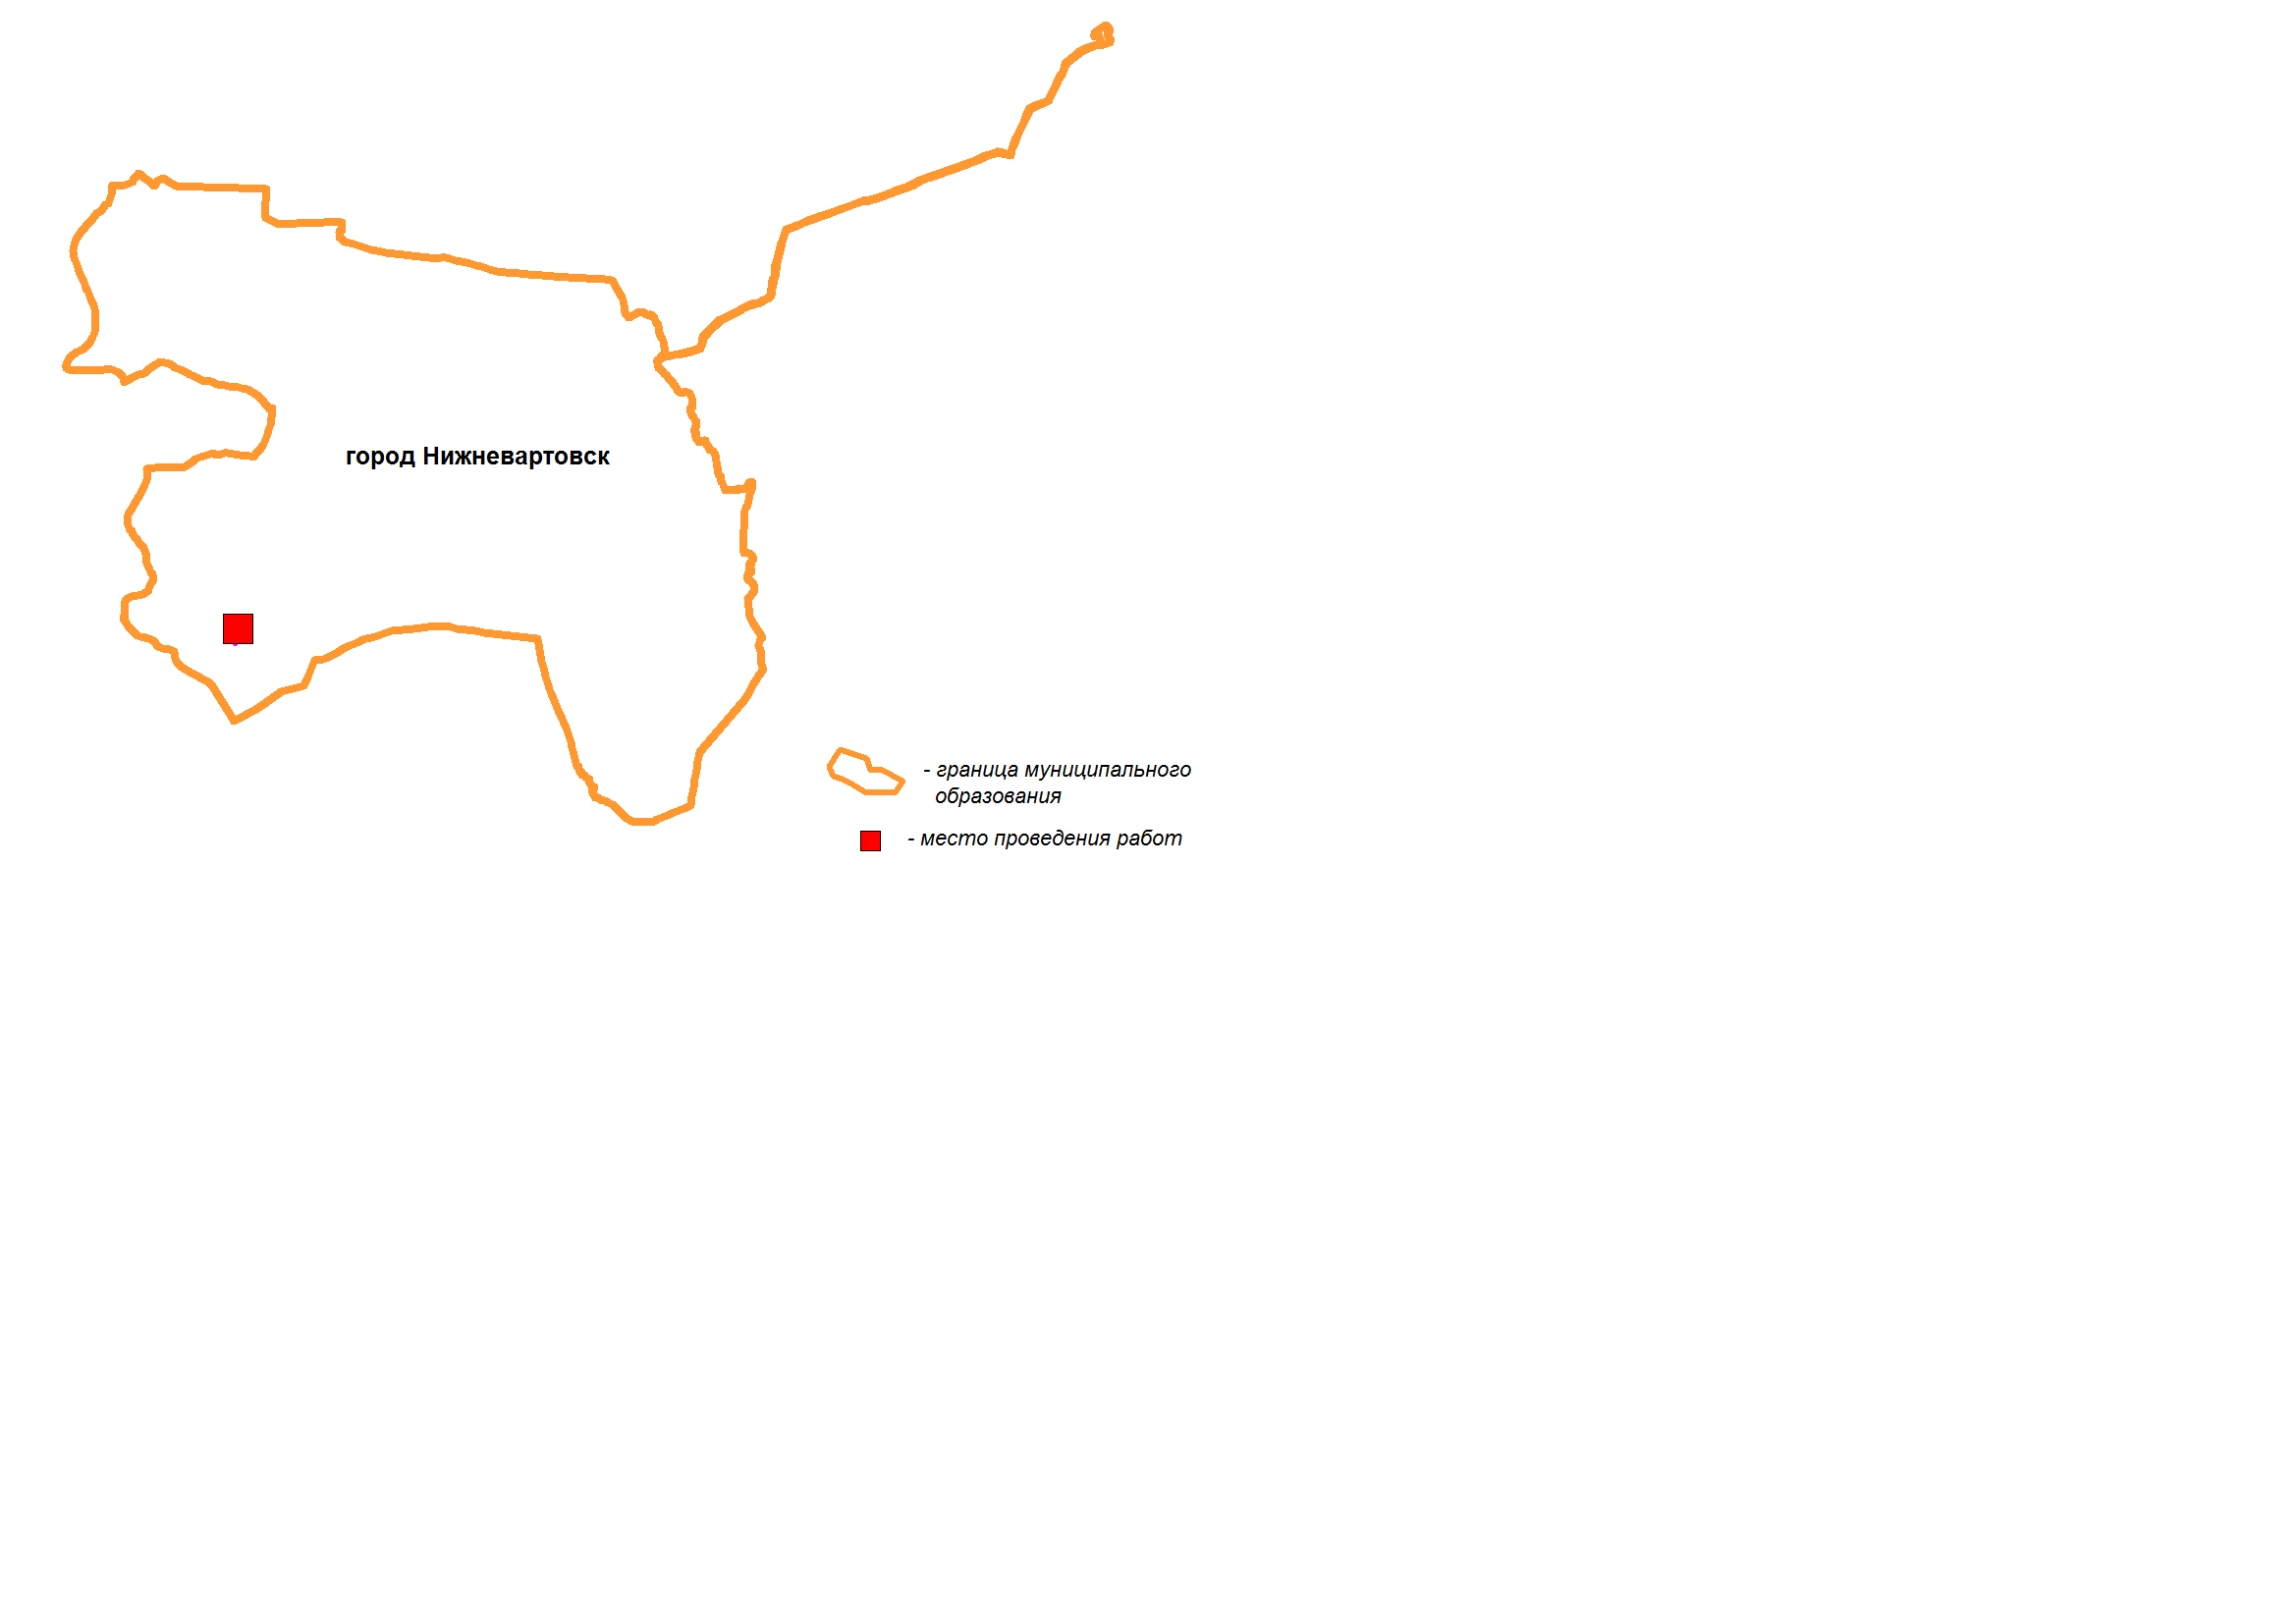 город Нижневартовск
- граница муниципального
образования
- место проведения работ